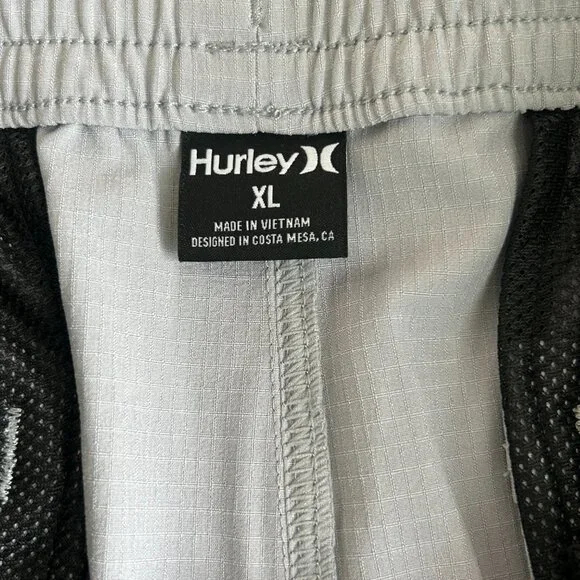 Hurley
XL
MADE IN VIETNAM
DESIGNED IN COSTA MESA, CA